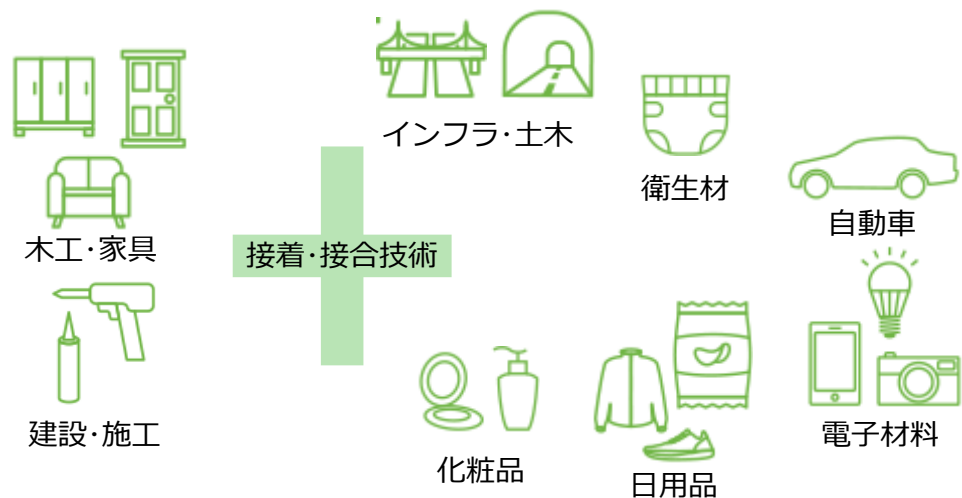 インフラ・土木
衛生材
自動車
木工・家具
接着・接合技術
建設・施工
化粧品
日用品
電子材料